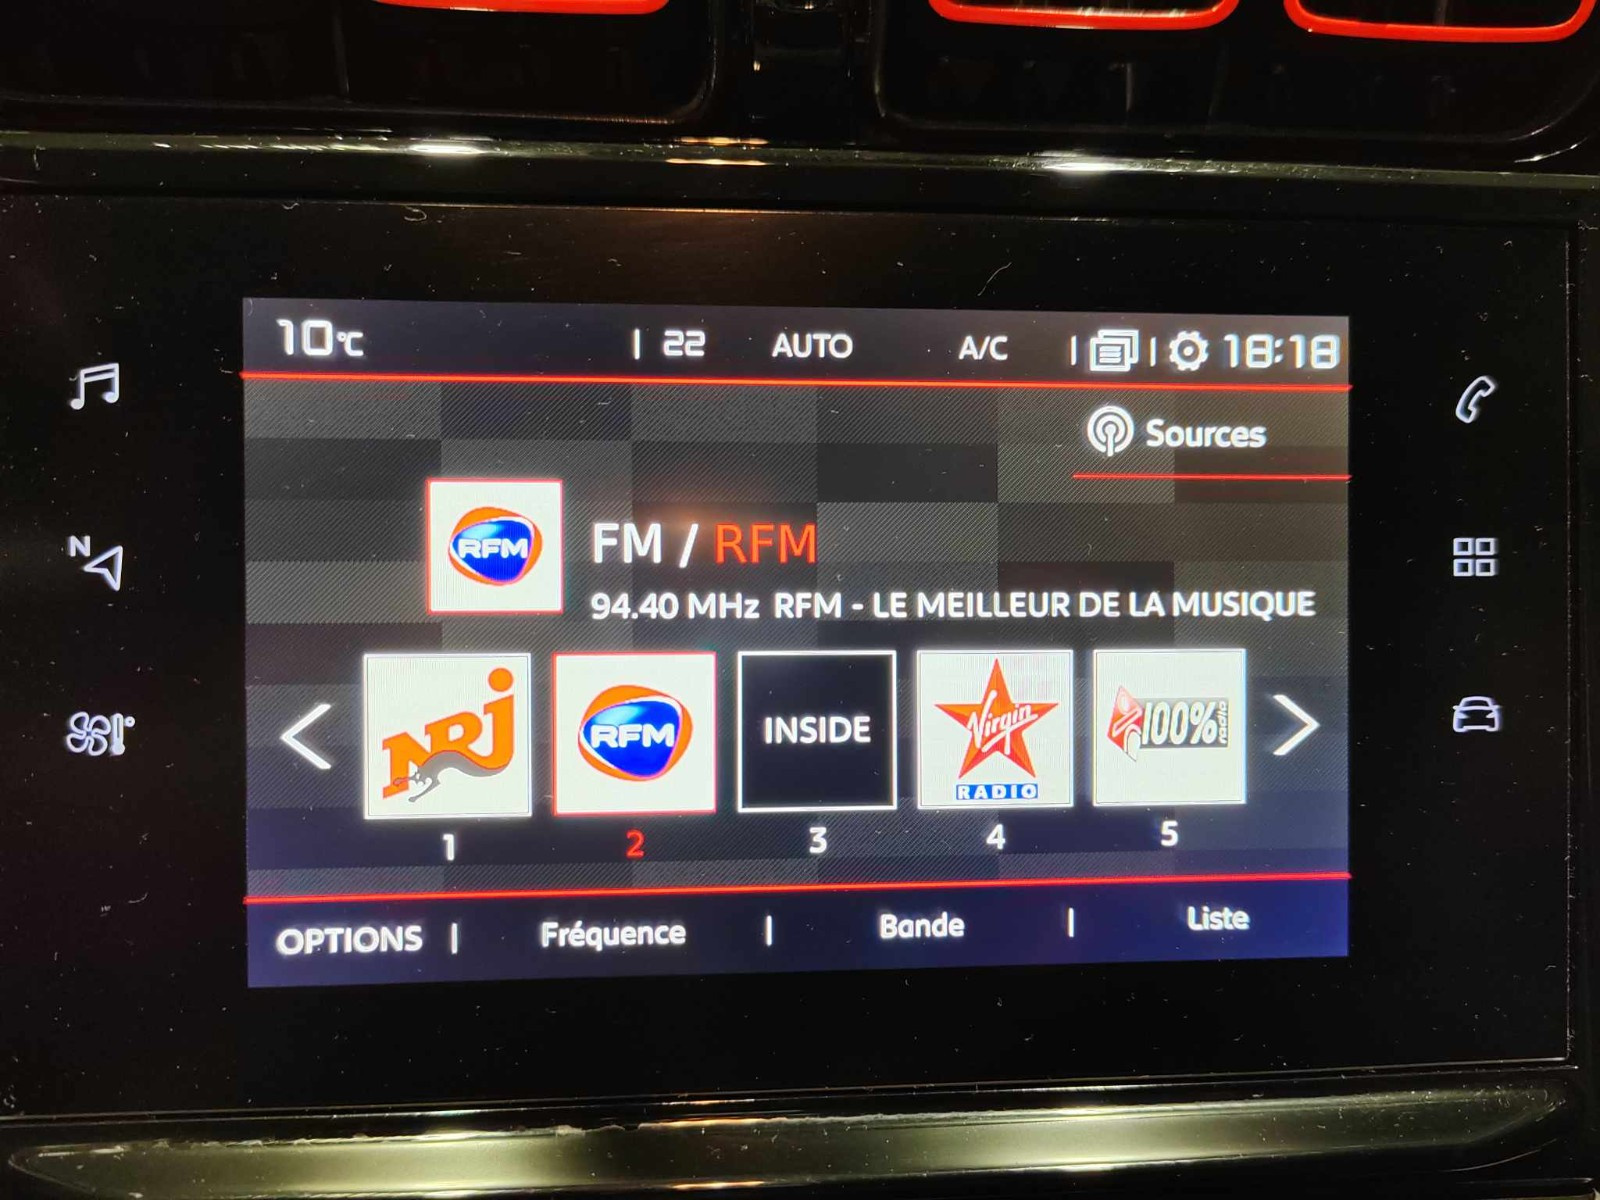 10°C | 22 AUTO A/C | | 18:18
Sources
RFM
FM / RFM
94.40 MHz RFM - LE MEILLEUR DE LA MUSIQUE
NRJ RFM INSIDE Virgin RADIO 100% radio
1 2 3 4 5
OPTIONS | Fréquence | Bande | Liste
N